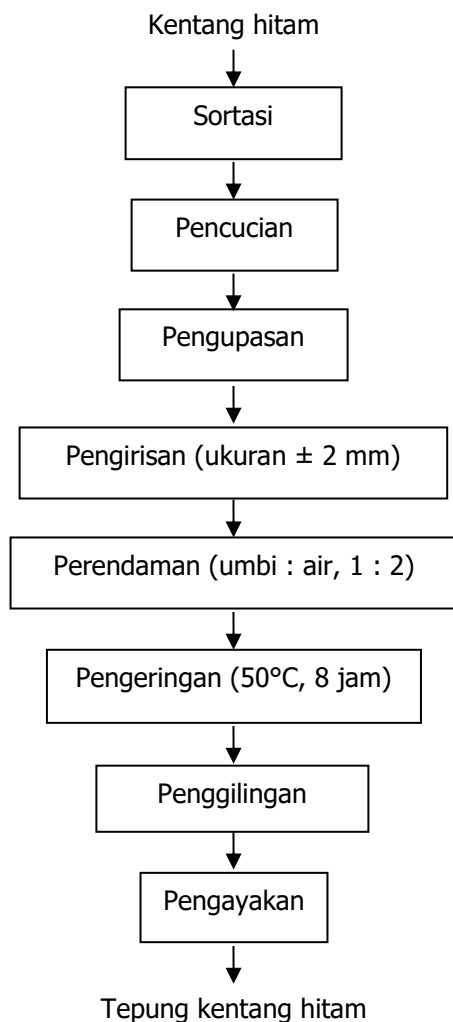 Kentang hitam
Sortasi
Pencucian
Pengupasan
Pengirisan (ukuran ± 2 mm)
Perendaman (umbi : air, 1 : 2)
Pengeringan (50°C, 8 jam)
Penggilingan
Pengayakan
Tepung kentang hitam